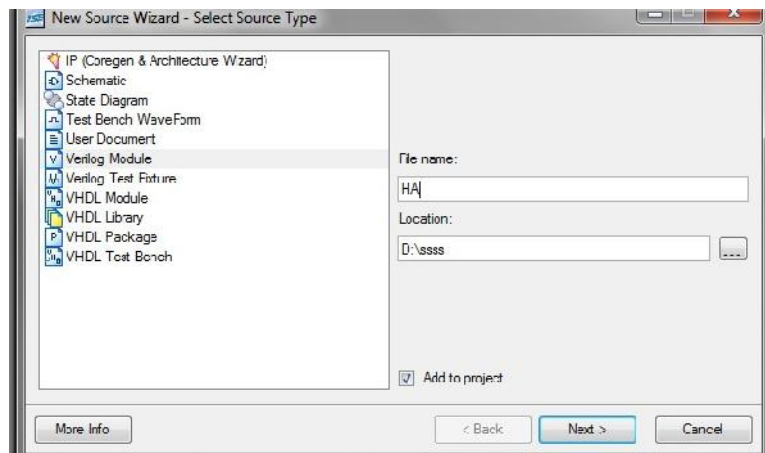 New Source Wizard - Select Source Type
IP (Coregen & Architecture Wizard)
Schematic
State Diagram
Test Bench WaveForm
User Document
Verilog Module
Verilog Test Fixture
VHDL Module
VHDL Library
VHDL Package
VHDL Test Bench
File name:
HA
Location:
D:\ssss
...
Add to project
More Info
< Back
Next >
Cancel